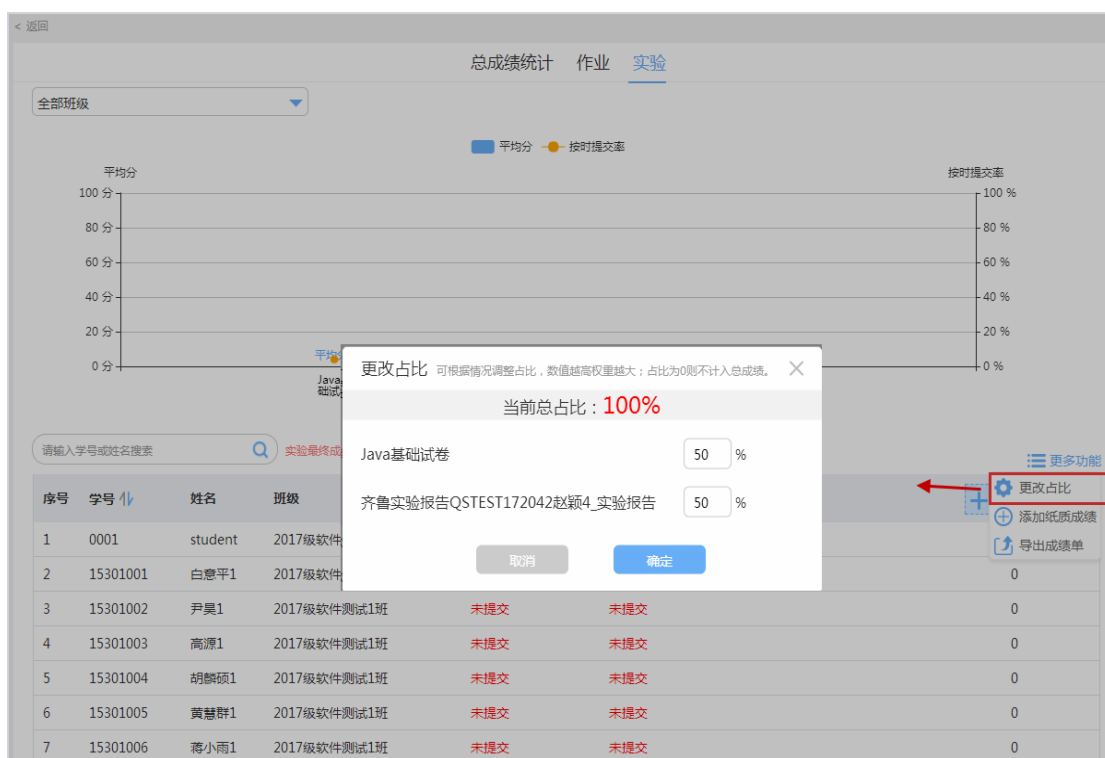 < 返回
总成绩统计 作业 实验
全部班级
平均分 按时提交率
平均分 按时提交率
100 分 100 %
80 分 80 %
60 分 60 %
40 分 40 %
20 分 20 %
0 分 0 %
平均
Java
础试
更改占比 可根据情况调整占比，数值越高权重越大；占比为0则不计入总成绩。
当前总占比：100%
Java基础试卷 50 %
齐鲁实验报告QSTEST172042赵颖4_实验报告 50 %
取消 确定
请输入学号或姓名搜索 实验最终成
更多功能
更改占比
添加纸质成绩
导出成绩单
序号 学号 姓名 班级
1 0001 student 2017级软件
2 15301001 白意平1 2017级软件 0
3 15301002 尹昊1 2017级软件测试1班 未提交 未提交 0
4 15301003 高源1 2017级软件测试1班 未提交 未提交 0
5 15301004 胡麟硕1 2017级软件测试1班 未提交 未提交 0
6 15301005 黄慧群1 2017级软件测试1班 未提交 未提交 0
7 15301006 蒋小雨1 2017级软件测试1班 未提交 未提交 0